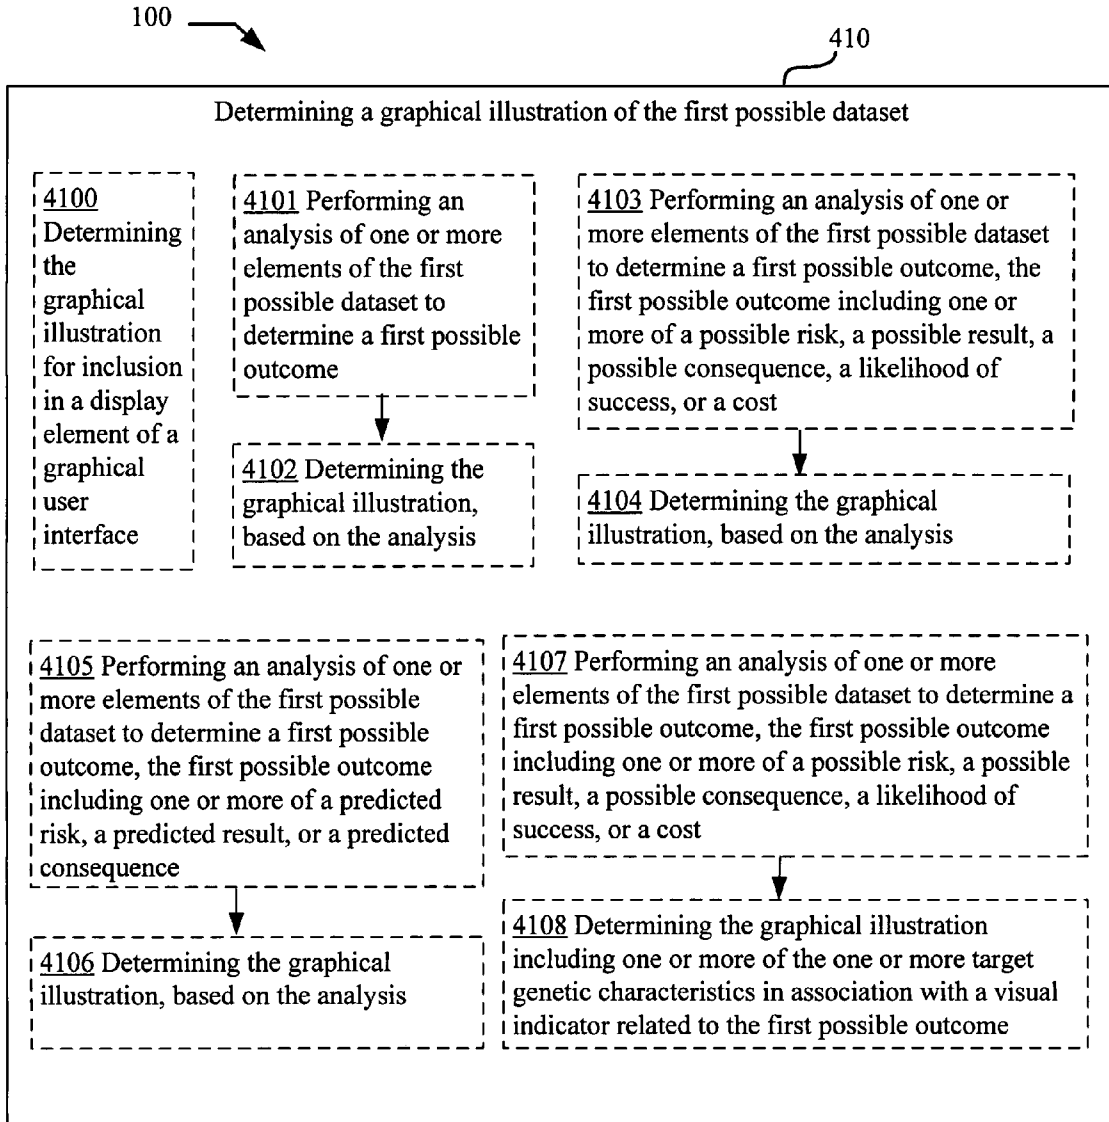 100
410
Determining a graphical illustration of the first possible dataset
4100
Determining
the
graphical
illustration
for inclusion
in a display
element of a
graphical
user
interface
4101 Performing an
analysis of one or more
elements of the first
possible dataset to
determine a first possible
outcome
4102 Determining the
graphical illustration,
based on the analysis
4103 Performing an analysis of one or
more elements of the first possible dataset
to determine a first possible outcome, the
first possible outcome including one or
more of a possible risk, a possible result, a
possible consequence, a likelihood of
success, or a cost
4104 Determining the graphical
illustration, based on the analysis
4105 Performing an analysis of one or
more elements of the first possible
dataset to determine a first possible
outcome, the first possible outcome
including one or more of a predicted
risk, a predicted result, or a predicted
consequence
4106 Determining the graphical
illustration, based on the analysis
4107 Performing an analysis of one or more
elements of the first possible dataset to determine a
first possible outcome, the first possible outcome
including one or more of a possible risk, a possible
result, a possible consequence, a likelihood of
success, or a cost
4108 Determining the graphical illustration
including one or more of the one or more target
genetic characteristics in association with a visual
indicator related to the first possible outcome